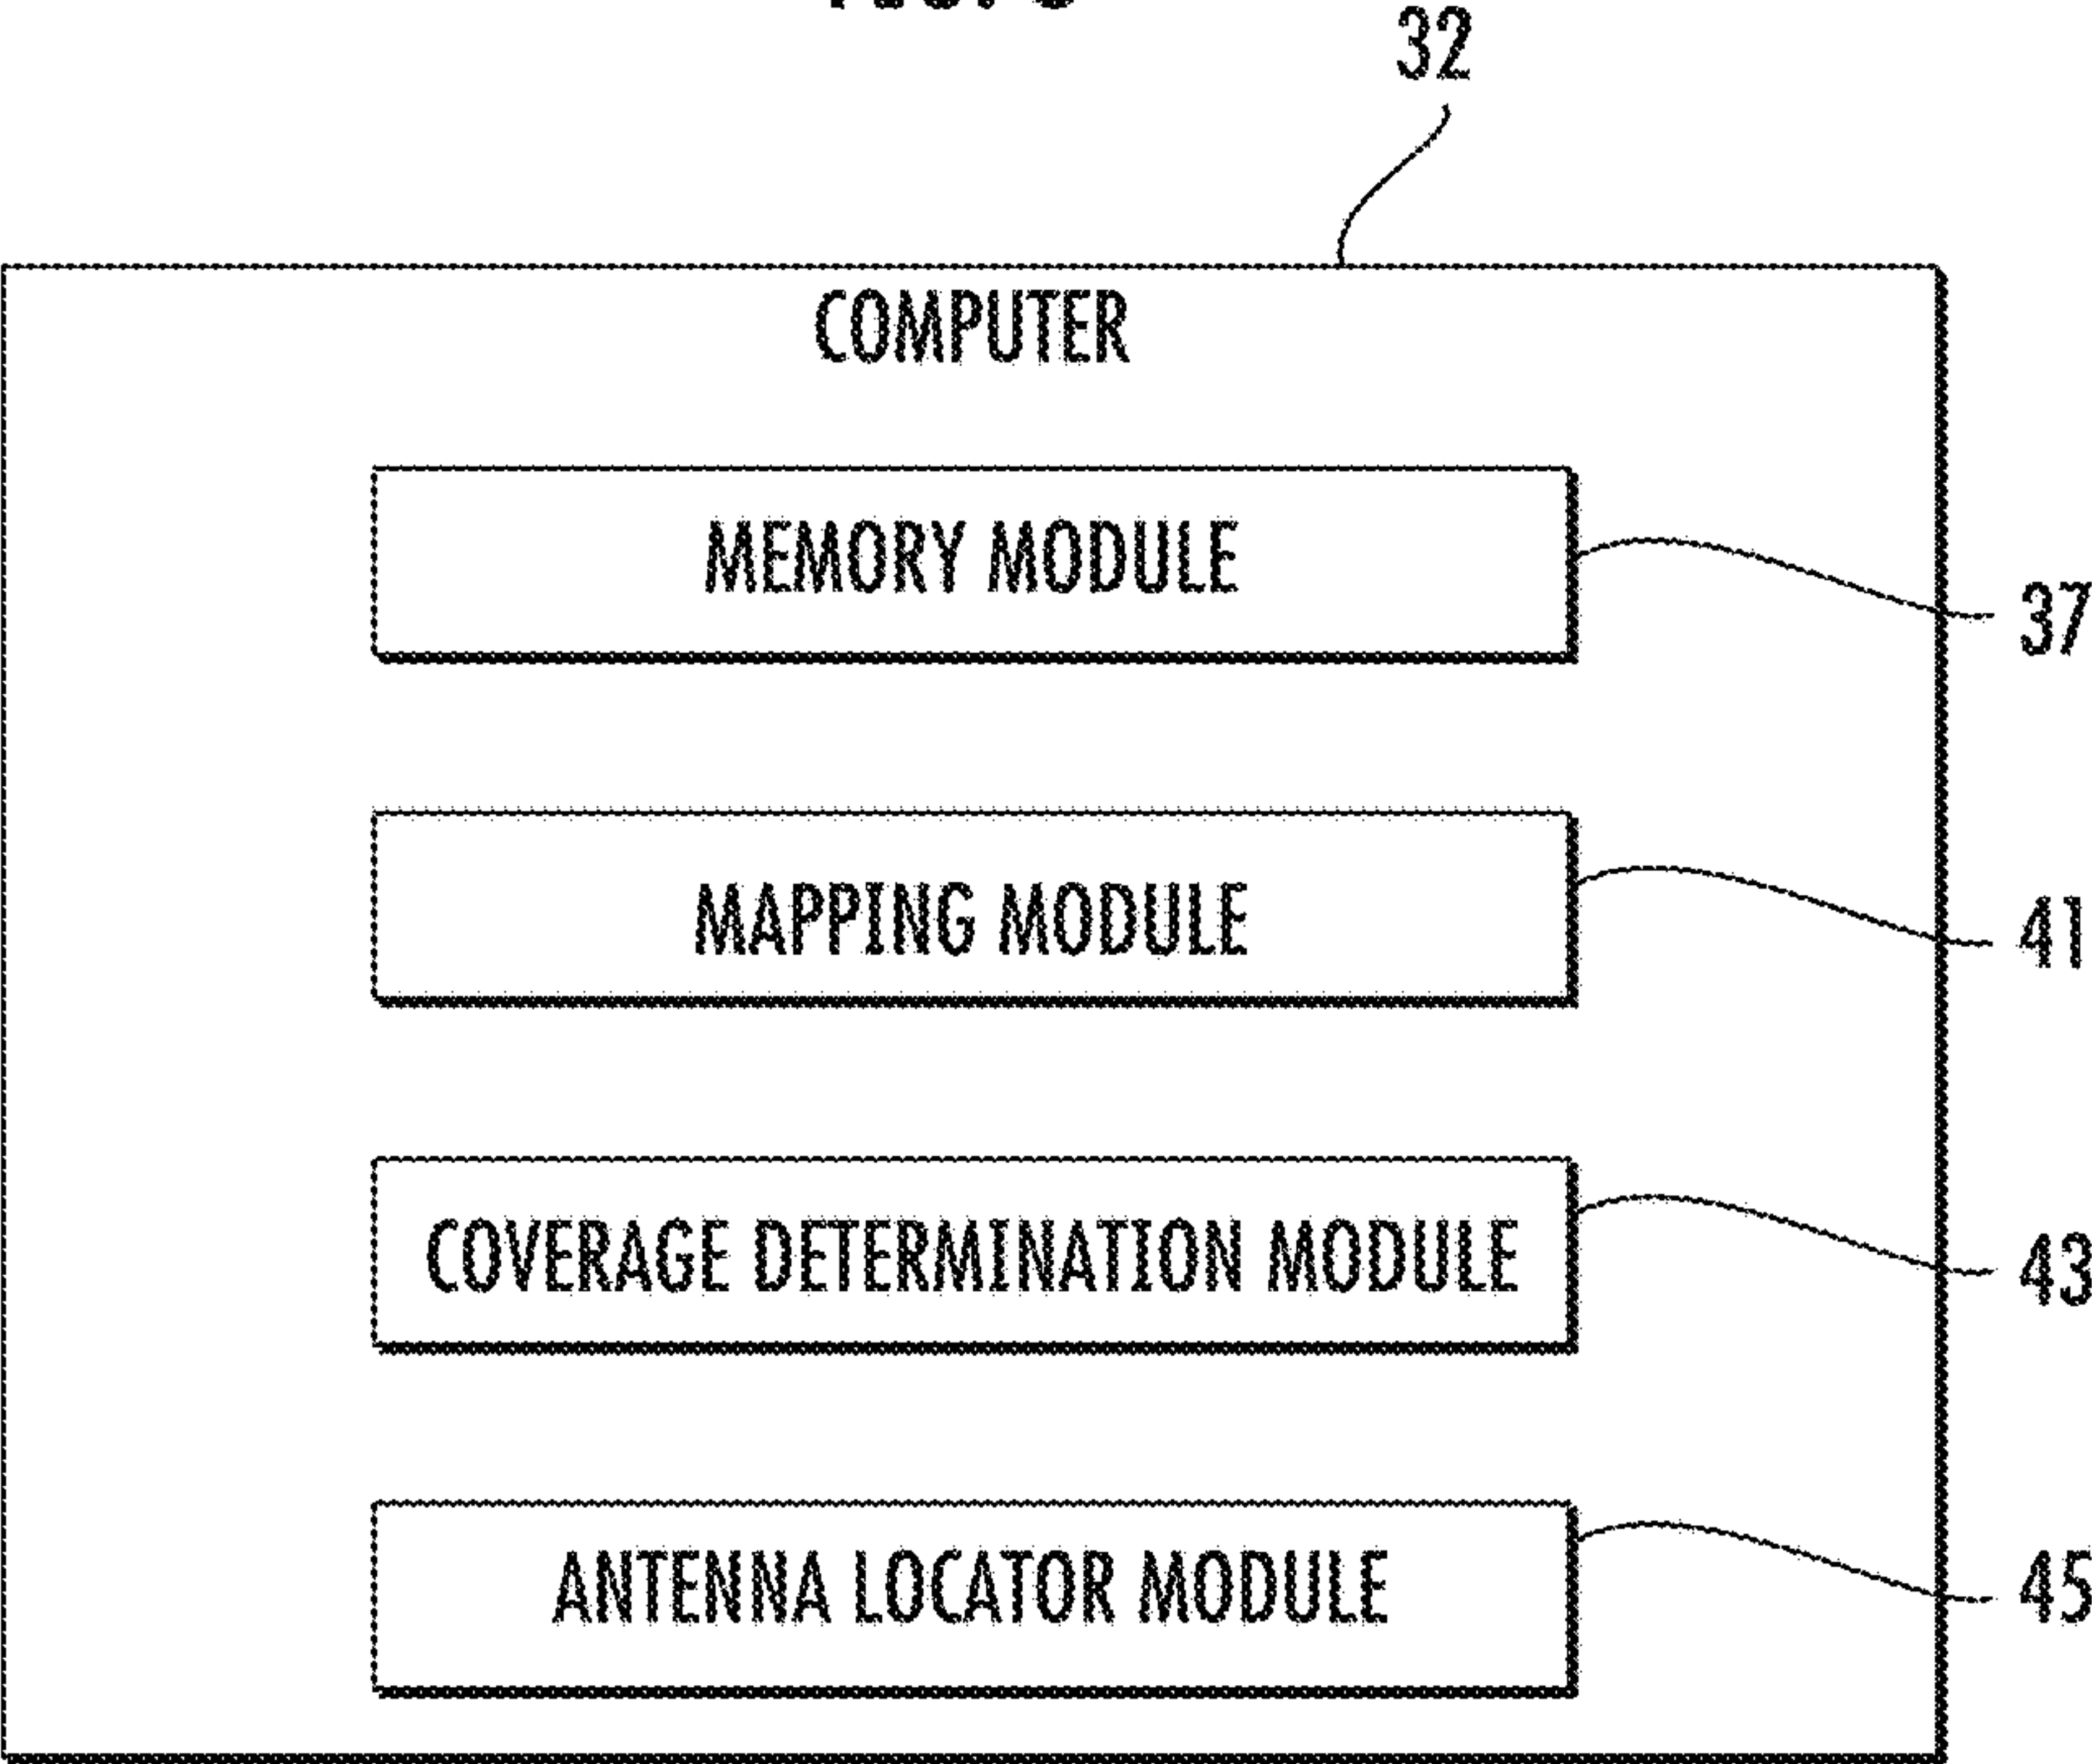 32
COMPUTER
MEMORY MODULE
37
MAPPING MODULE
41
COVERAGE DETERMINATION MODULE
43
ANTENNA LOCATOR MODULE
45